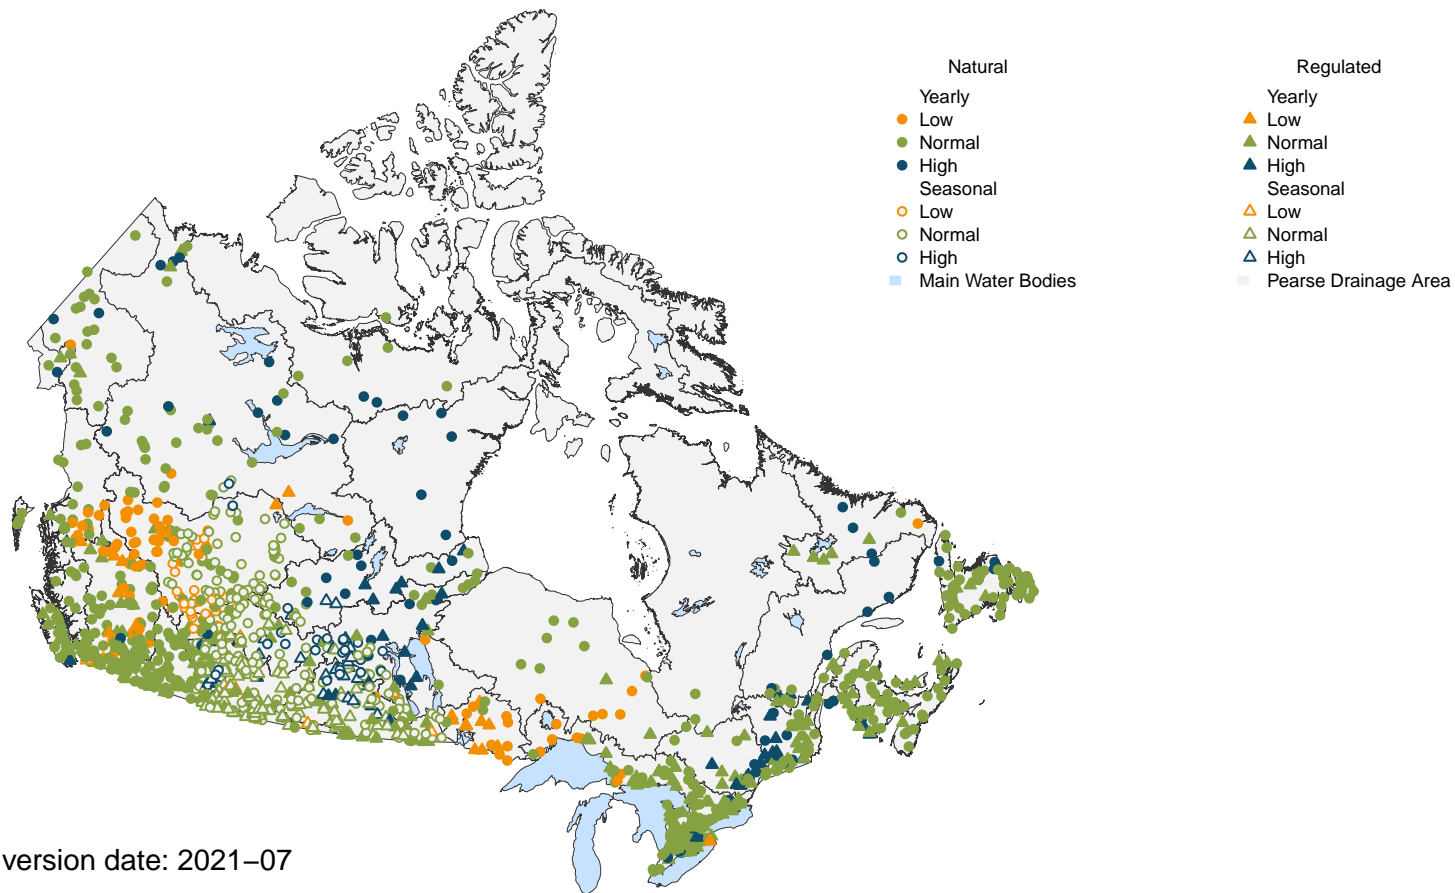 Natural
Yearly
Low
Normal
High
Seasonal
Low
Normal
High
Main Water Bodies
Regulated
Yearly
Low
Normal
High
Seasonal
Low
Normal
High
Pearse Drainage Area
version date: 2021−07